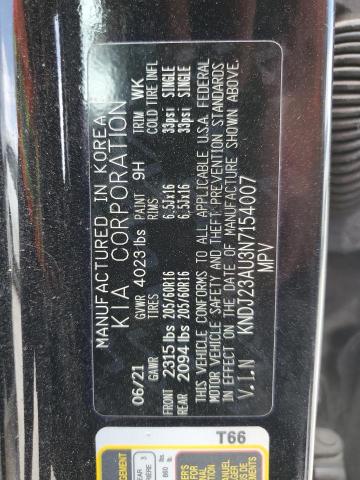 MANUFACTURED IN KOREA
KIA CORPORATION
06/21 GVWR 4023 lbs PAINT 9H TRIM WK
GAWR TIRES RIMS COLD TIRE INFL
FRONT 2315 lbs 205/60R16 6.5Jx16 33psi SINGLE
REAR 2094 lbs 205/60R16 6.5Jx16 33psi SINGLE
THIS VEHICLE CONFORMS TO ALL APPLICABLE U.S.A. FEDERAL
MOTOR VEHICLE SAFETY AND THEFT PREVENTION STANDARDS
IN EFFECT ON THE DATE OF MANUFACTURE SHOWN ABOVE.
V.I.N KNDJ23AU3N7154007
MPV
T66
3
860